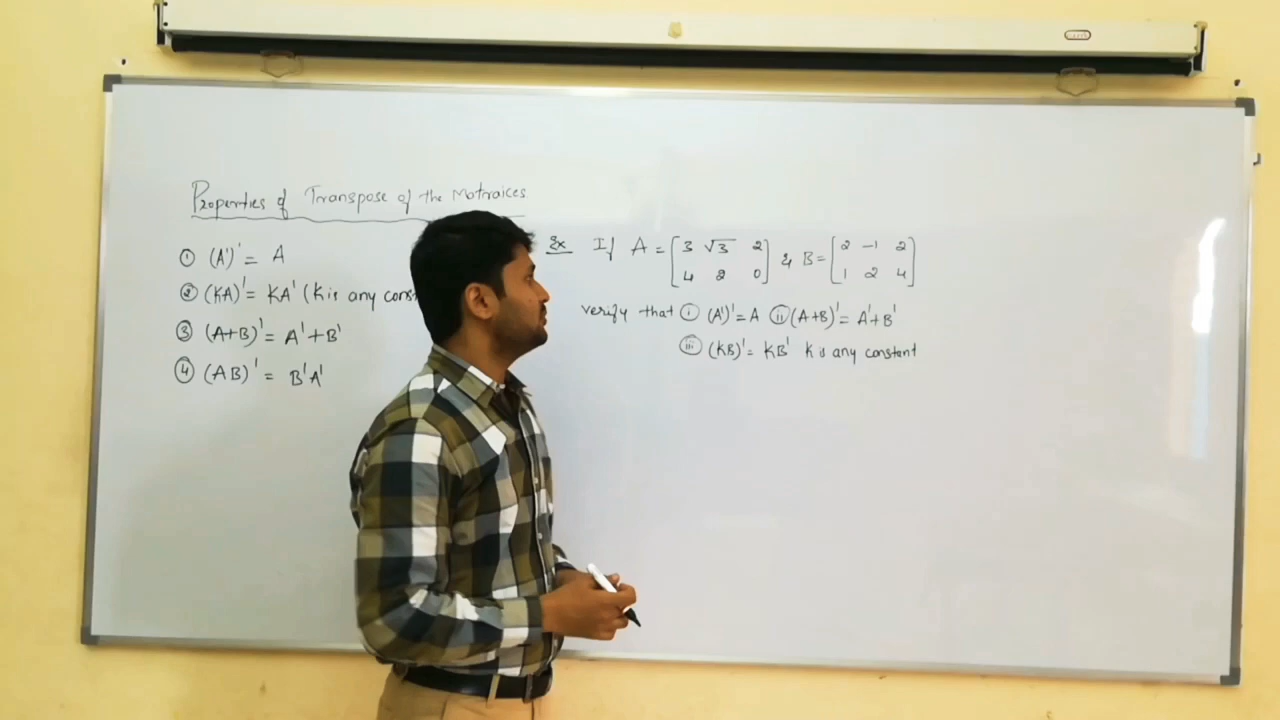 Properties of Transpose of the Matraices
① (A')' = A
② (KA)' = KA' (K is any cons
③ (A+B)' = A'+B'
④ (AB)' = B'A'
Ex If A = [3 √3 2 & B = [2 -1 2
4 2 0] 1 2 4]
verify that ⓘ (A')' = A ⓘⓘ (A+B)' = A'+B'
ⓘⓘⓘ (KB)' = KB' K is any constant